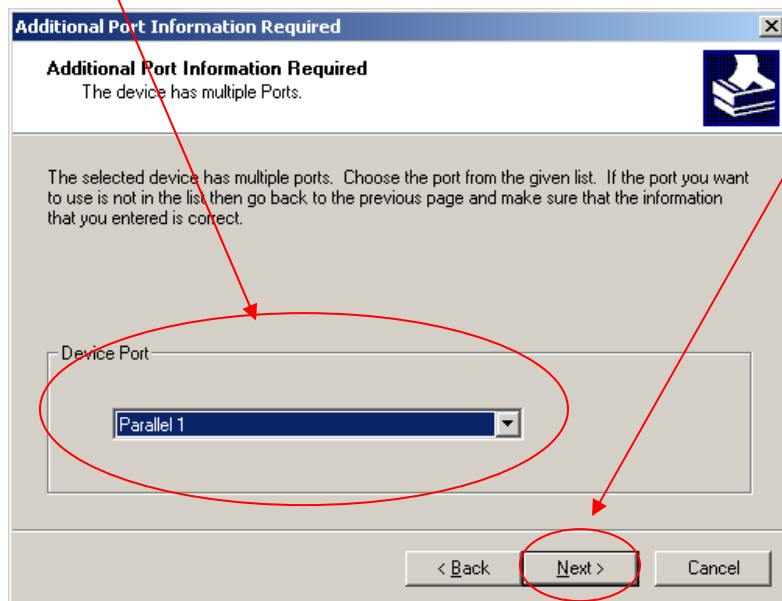 Additional Port Information Required
Additional Port Information Required
The device has multiple Ports.
The selected device has multiple ports. Choose the port from the given list. If the port you want
to use is not in the list then go back to the previous page and make sure that the information
that you entered is correct.
Device Port
Parallel 1
< Back Next > Cancel